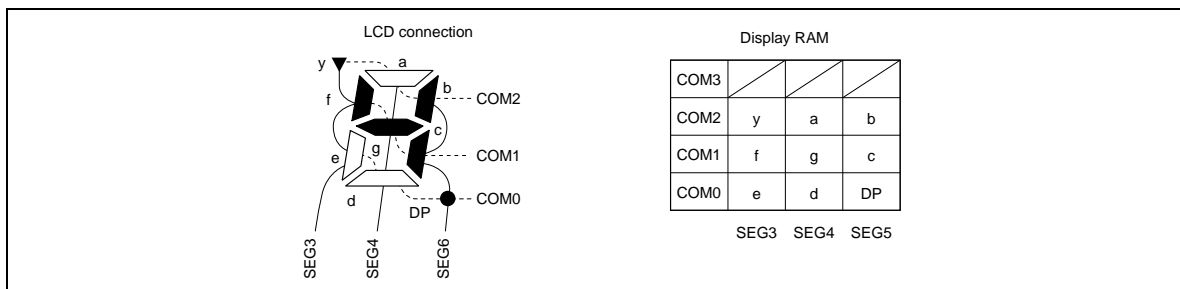 LCD connection
y
a
b
f
COM2
c
g
COM1
e
d
DP
COM0
SEG3
SEG4
SEG6
Display RAM
COM3
COM2 y a b
COM1 f g c
COM0 e d DP
SEG3 SEG4 SEG5